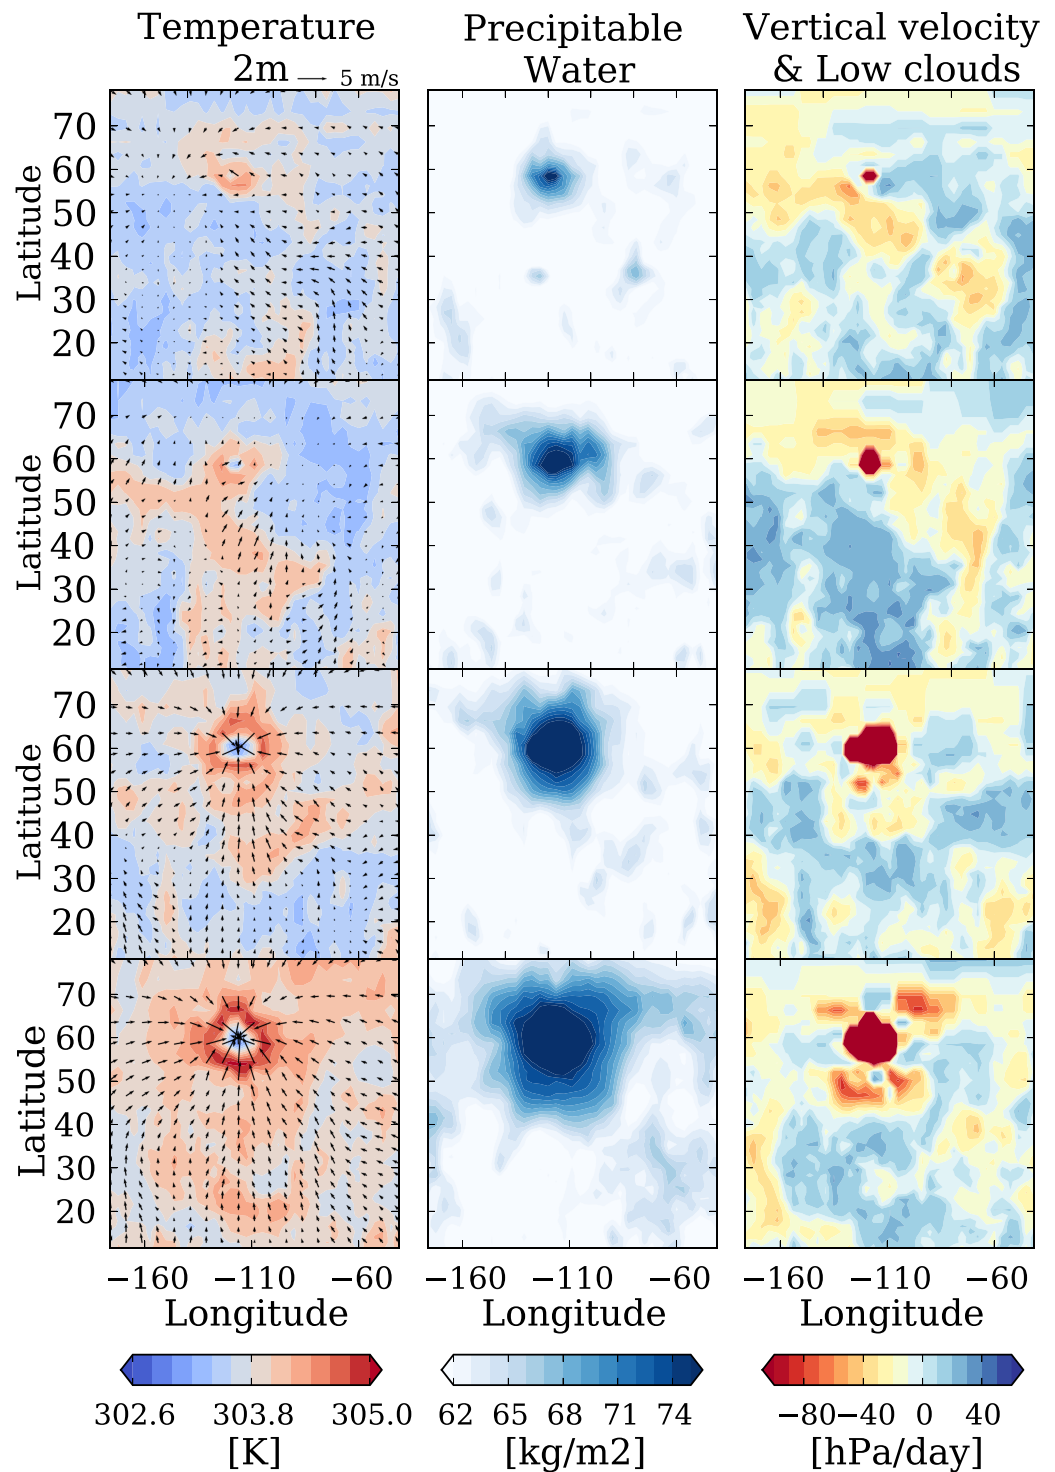 Temperature
2m → 5 m/s
Precipitable
Water
Vertical velocity
& Low clouds
Latitude
70
60
50
40
30
20
Latitude
70
60
50
40
30
20
Latitude
70
60
50
40
30
20
Latitude
70
60
50
40
30
20
−160 −110 −60
Longitude
−160 −110 −60
Longitude
−160 −110 −60
Longitude
302.6 303.8 305.0
[K]
62 65 68 71 74
[kg/m2]
−80 −40 0 40
[hPa/day]